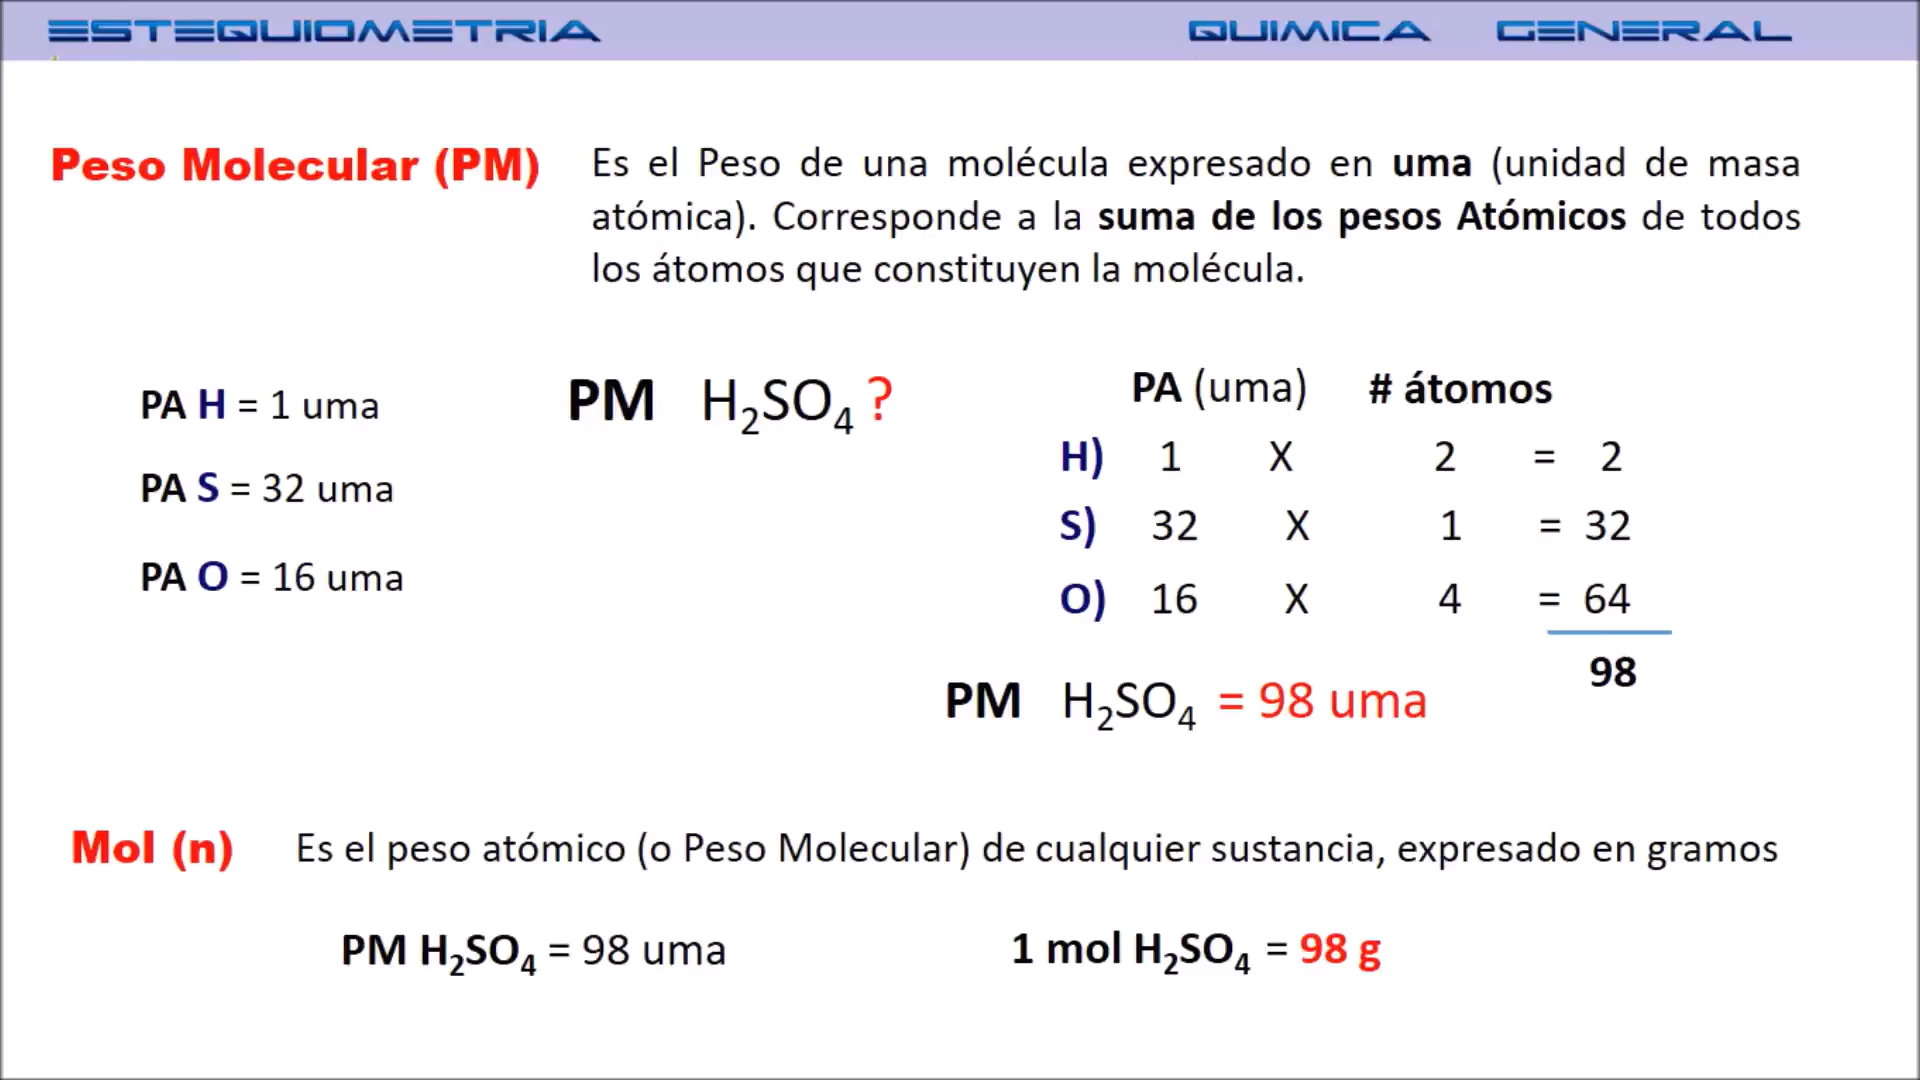 ESTEQUIOMETRIA QUIMICA GENERAL
Peso Molecular (PM)
Es el Peso de una molécula expresado en uma (unidad de masa
atómica). Corresponde a la suma de los pesos Atómicos de todos
los átomos que constituyen la molécula.
PA H = 1 uma
PA S = 32 uma
PA O = 16 uma
PM H₂SO₄ ?
PA (uma) # átomos
H) 1 X 2 = 2
S) 32 X 1 = 32
O) 16 X 4 = 64
98
PM H₂SO₄ = 98 uma
Mol (n) Es el peso atómico (o Peso Molecular) de cualquier sustancia, expresado en gramos
PM H₂SO₄ = 98 uma 1 mol H₂SO₄ = 98 g